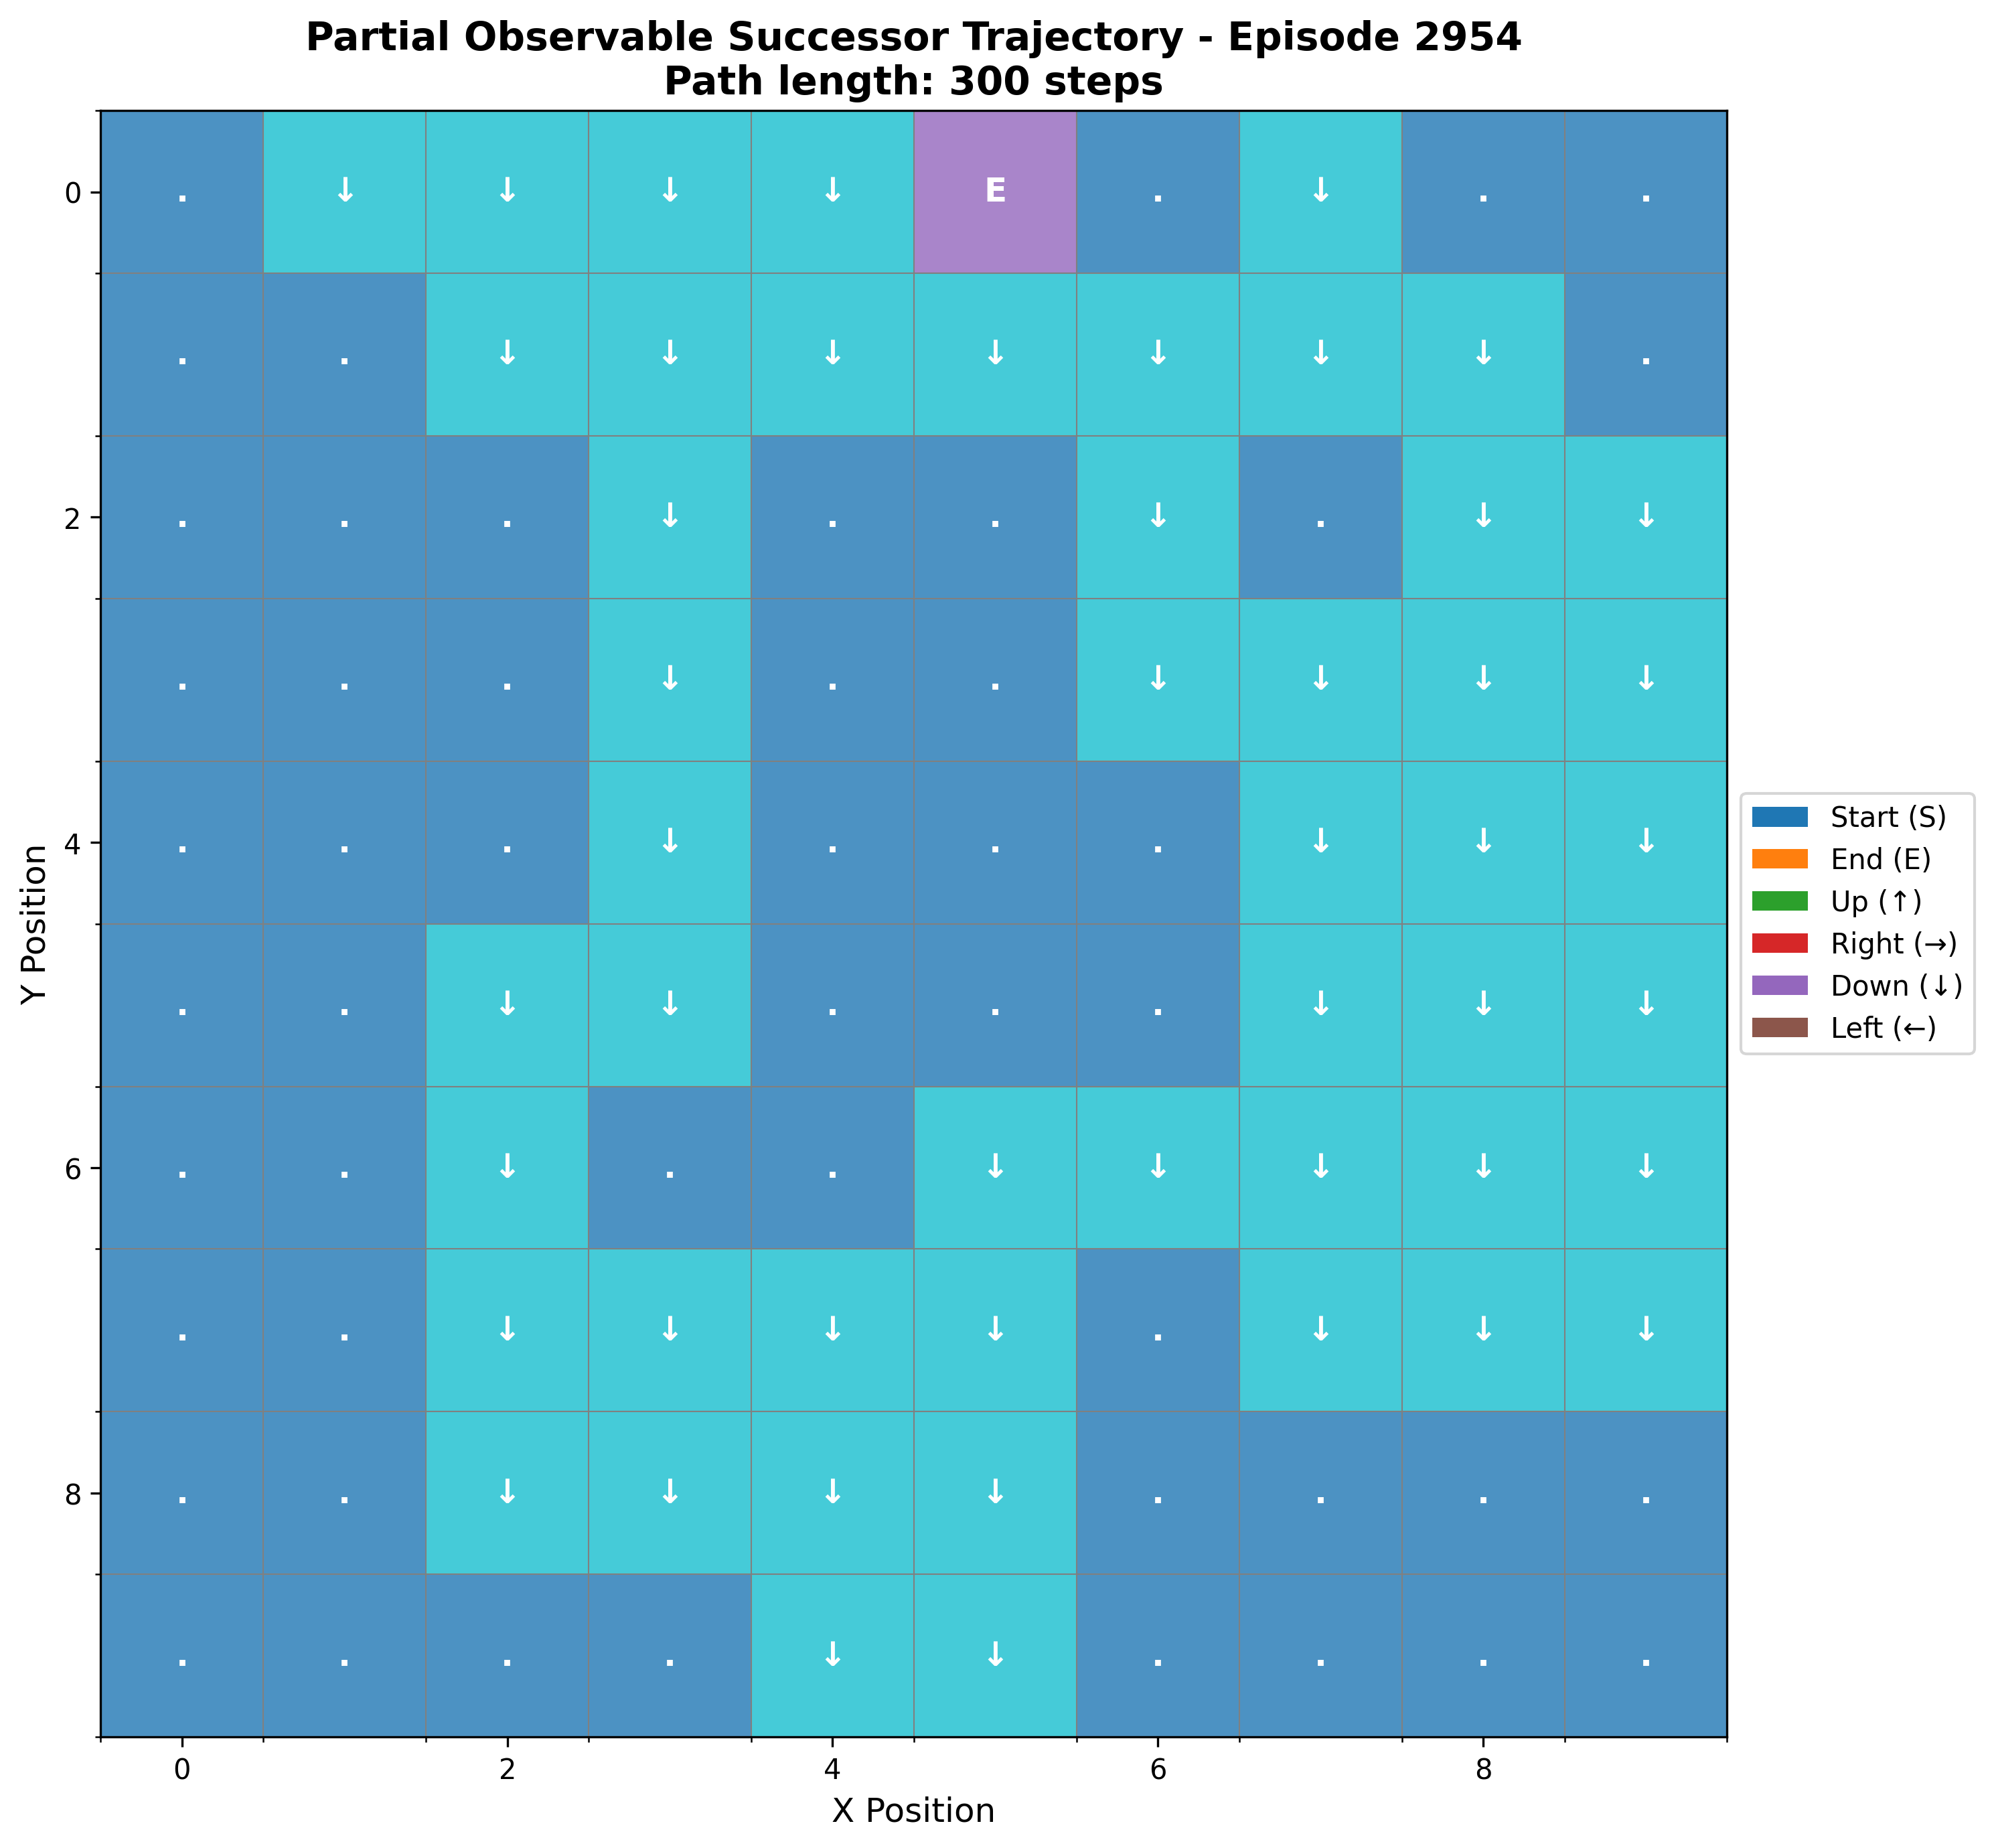 Partial Observable Successor Trajectory - Episode 2954
Path length: 300 steps
0 . ↓ ↓ ↓ ↓ E . ↓ . .
. . ↓ ↓ ↓ ↓ ↓ ↓ ↓ .
2 . . . ↓ . . ↓ . ↓ ↓
. . . ↓ . . ↓ ↓ ↓ ↓
4 . . . ↓ . . . ↓ ↓ ↓
. . ↓ ↓ . . . ↓ ↓ ↓
6 . . ↓ . . ↓ ↓ ↓ ↓ ↓
. . ↓ ↓ ↓ ↓ . ↓ ↓ ↓
8 . . ↓ ↓ ↓ ↓ . . . .
. . . . ↓ ↓ . . . .
0 2 4 6 8
X Position
Y Position
Start (S)
End (E)
Up (↑)
Right (→)
Down (↓)
Left (←)